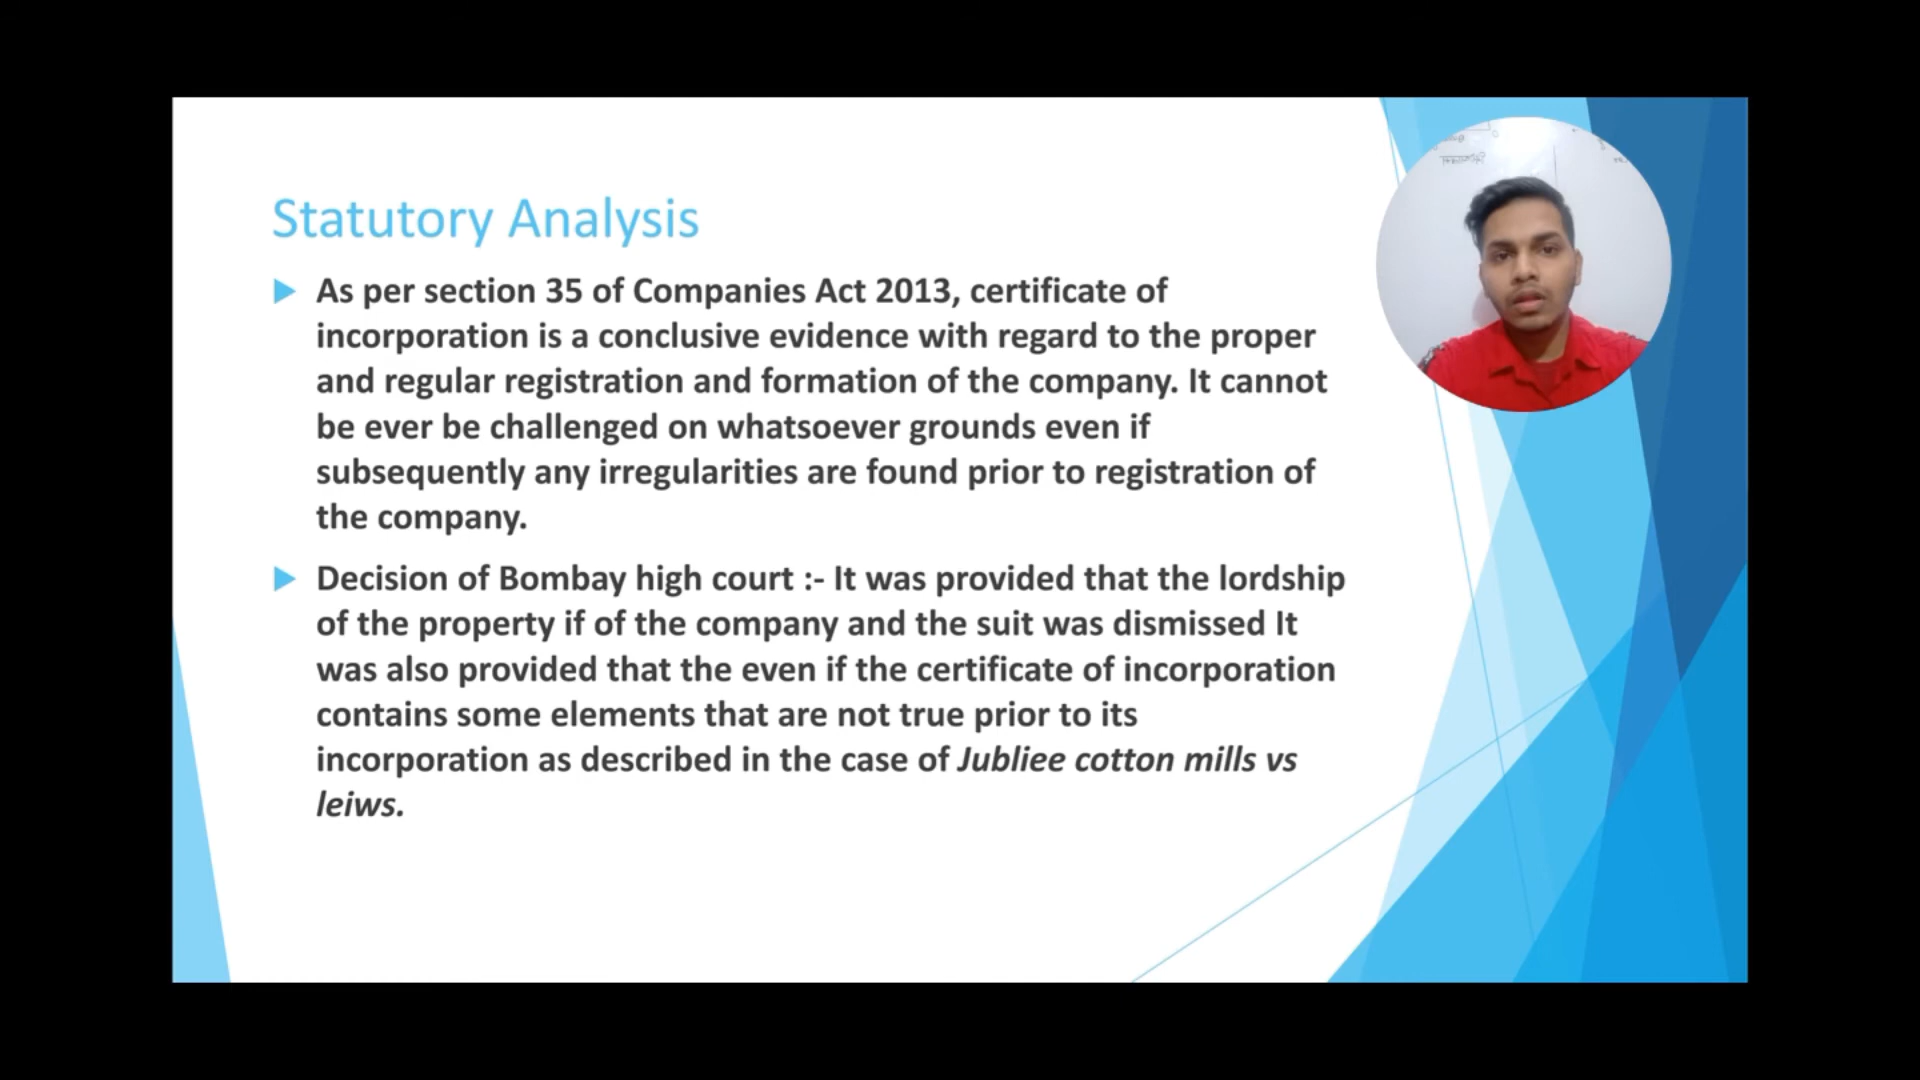 Statutory Analysis
As per section 35 of Companies Act 2013, certificate of
incorporation is a conclusive evidence with regard to the proper
and regular registration and formation of the company. It cannot
be ever be challenged on whatsoever grounds even if
subsequently any irregularities are found prior to registration of
the company.
Decision of Bombay high court :- It was provided that the lordship
of the property if of the company and the suit was dismissed It
was also provided that the even if the certificate of incorporation
contains some elements that are not true prior to its
incorporation as described in the case of Jubliee cotton mills vs
leiws.